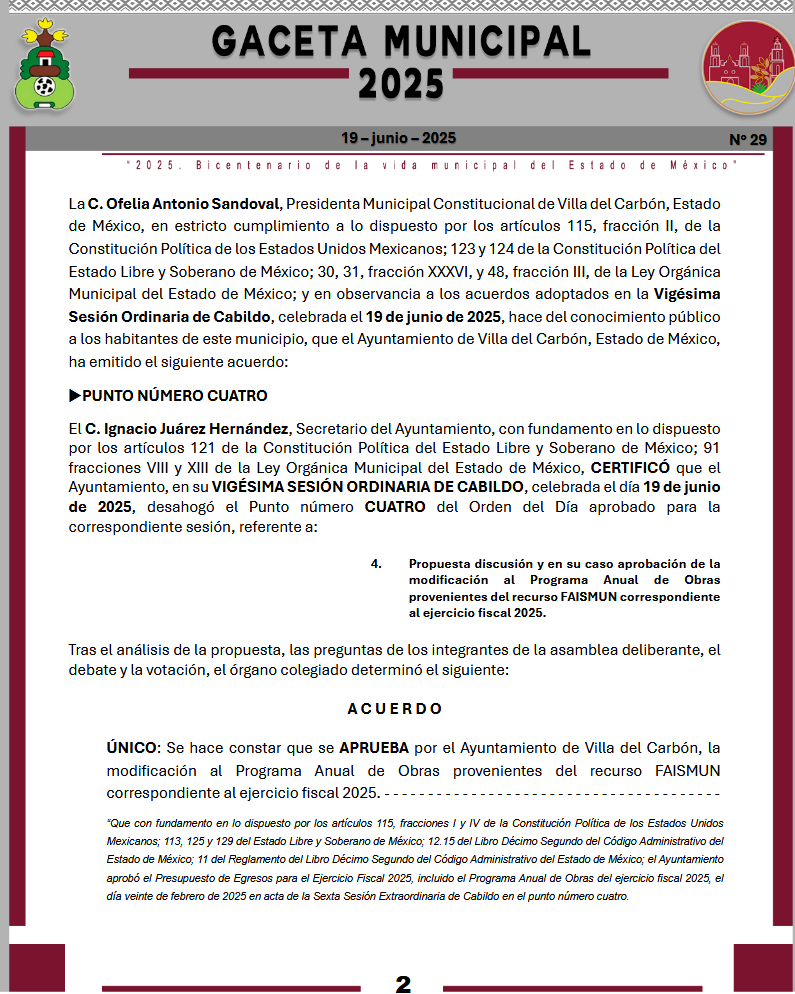 GACETA MUNICIPAL
2025
19 – junio – 2025
Nº 29
"2025. Bicentenario de la vida municipal del Estado de México"
La C. Ofelia Antonio Sandoval, Presidenta Municipal Constitucional de Villa del Carbón, Estado
de México, en estricto cumplimiento a lo dispuesto por los artículos 115, fracción II, de la
Constitución Política de los Estados Unidos Mexicanos; 123 y 124 de la Constitución Política del
Estado Libre y Soberano de México; 30, 31, fracción XXXVI, y 48, fracción III, de la Ley Orgánica
Municipal del Estado de México; y en observancia a los acuerdos adoptados en la Vigésima
Sesión Ordinaria de Cabildo, celebrada el 19 de junio de 2025, hace del conocimiento público
a los habitantes de este municipio, que el Ayuntamiento de Villa del Carbón, Estado de México,
ha emitido el siguiente acuerdo:
▶PUNTO NÚMERO CUATRO
El C. Ignacio Juárez Hernández, Secretario del Ayuntamiento, con fundamento en lo dispuesto
por los artículos 121 de la Constitución Política del Estado Libre y Soberano de México; 91
fracciones VIII y XIII de la Ley Orgánica Municipal del Estado de México, CERTIFICÓ que el
Ayuntamiento, en su VIGÉSIMA SESIÓN ORDINARIA DE CABILDO, celebrada el día 19 de junio
de 2025, desahogó el Punto número CUATRO del Orden del Día aprobado para la
correspondiente sesión, referente a:
4. Propuesta discusión y en su caso aprobación de la
modificación al Programa Anual de Obras
provenientes del recurso FAISMUN correspondiente
al ejercicio fiscal 2025.
Tras el análisis de la propuesta, las preguntas de los integrantes de la asamblea deliberante, el
debate y la votación, el órgano colegiado determinó el siguiente:
A C U E R D O
ÚNICO: Se hace constar que se APRUEBA por el Ayuntamiento de Villa del Carbón, la
modificación al Programa Anual de Obras provenientes del recurso FAISMUN
correspondiente al ejercicio fiscal 2025. - - - - - - - - - - - - - - - - - - - - - - - - - - - - - - - - - - - - -
"Que con fundamento en lo dispuesto por los artículos 115, fracciones I y IV de la Constitución Política de los Estados Unidos
Mexicanos; 113, 125 y 129 del Estado Libre y Soberano de México; 12.15 del Libro Décimo Segundo del Código Administrativo del
Estado de México; 11 del Reglamento del Libro Décimo Segundo del Código Administrativo del Estado de México; el Ayuntamiento
aprobó el Presupuesto de Egresos para el Ejercicio Fiscal 2025, incluido el Programa Anual de Obras del ejercicio fiscal 2025, el
día veinte de febrero de 2025 en acta de la Sexta Sesión Extraordinaria de Cabildo en el punto número cuatro.
2